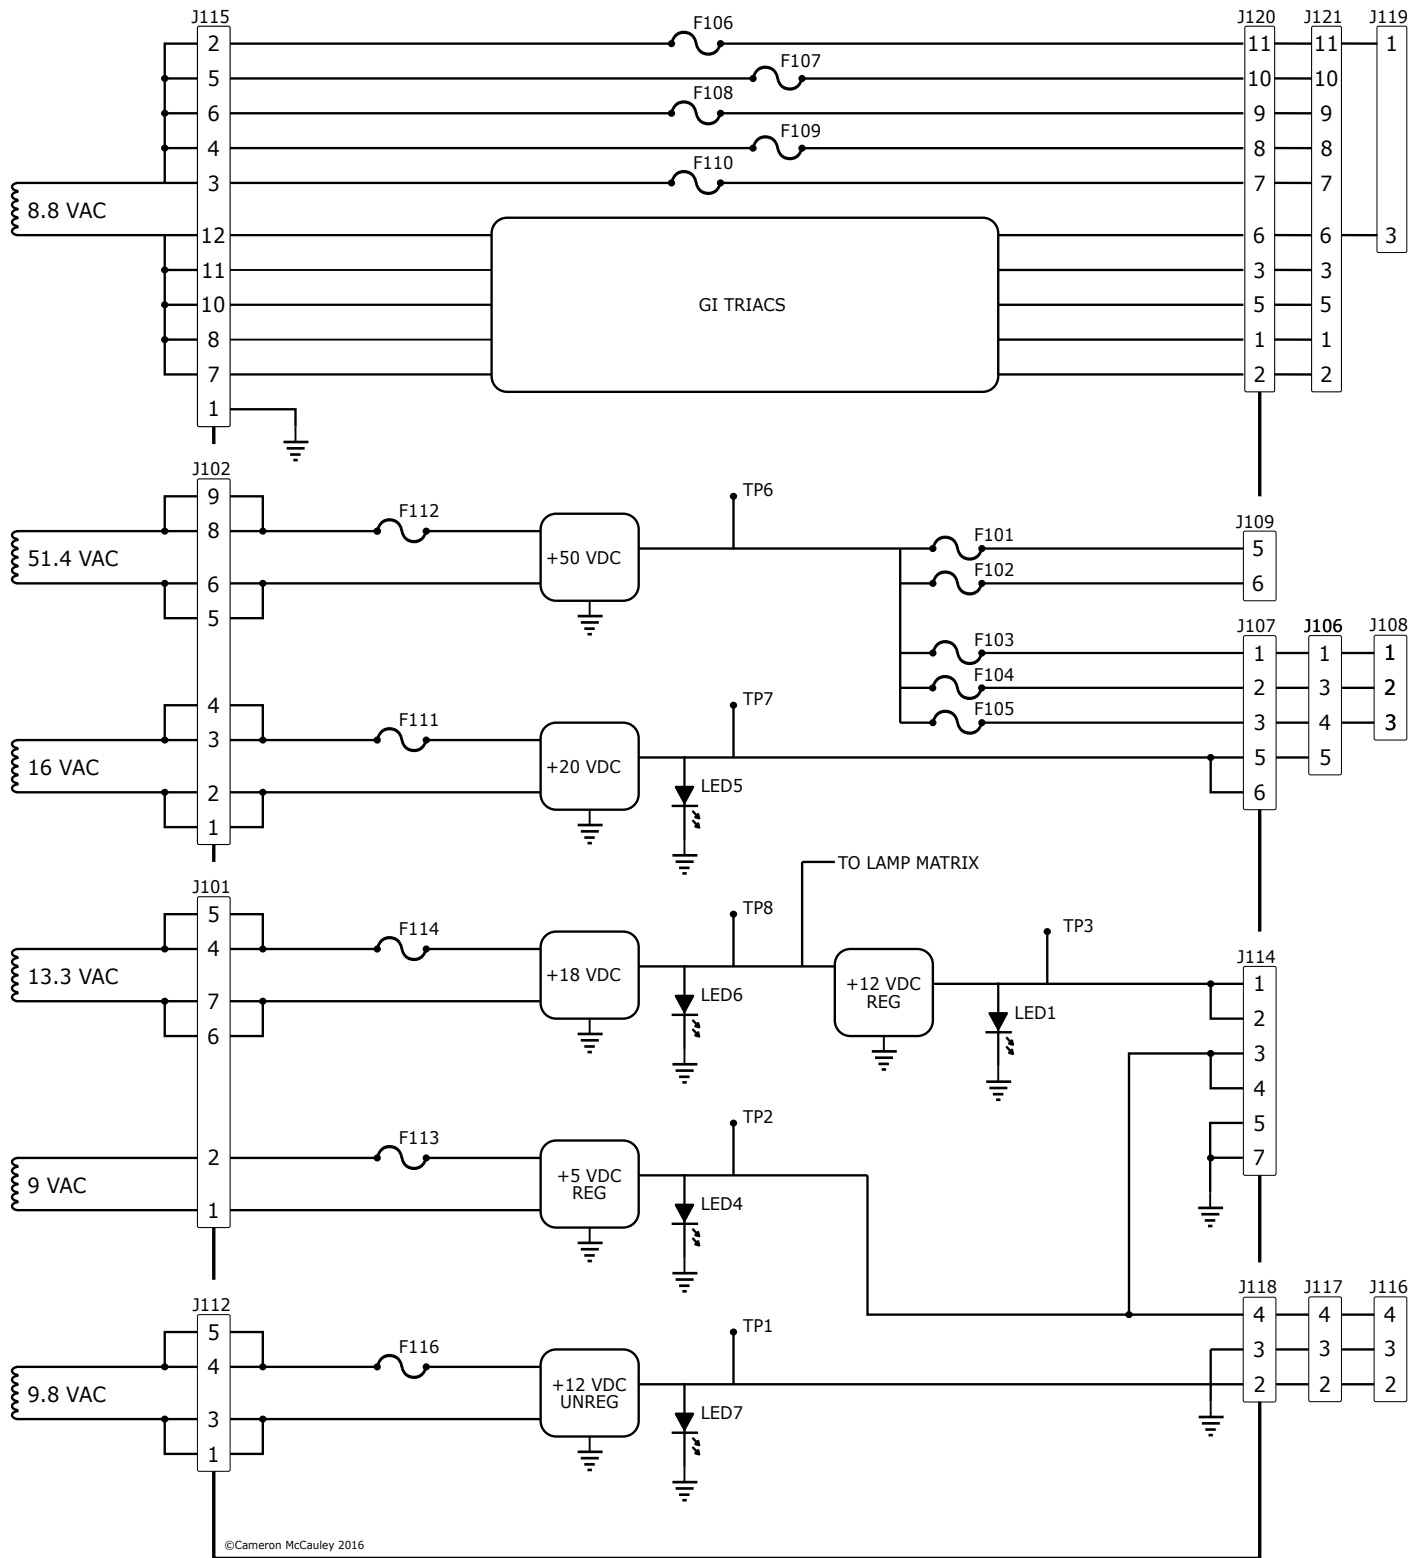 J115
F106
J120
J121
J119
2
11
11
1
F107
5
10
10
F108
6
9
9
F109
4
8
8
F110
3
7
7
8.8 VAC
12
6
6
3
11
3
3
10
GI TRIACS
5
5
8
1
1
7
2
2
1
J102
9
TP6
F112
8
J109
F101
5
51.4 VAC
+50 VDC
F102
6
6
5
J107
J106
J108
F103
1
1
1
F104
2
3
2
4
TP7
F105
3
4
3
F111
3
16 VAC
+20 VDC
5
5
2
LED5
6
1
TO LAMP MATRIX
J101
5
TP8
TP3
F114
4
J114
13.3 VAC
+18 VDC
+12 VDC
REG
1
7
LED6
LED1
2
6
3
4
TP2
5
F113
2
7
9 VAC
+5 VDC
REG
1
LED4
J112
J118
J117
J116
5
TP1
4
4
4
F116
4
3
3
3
9.8 VAC
+12 VDC
UNREG
2
2
2
3
LED7
1
©Cameron McCauley 2016